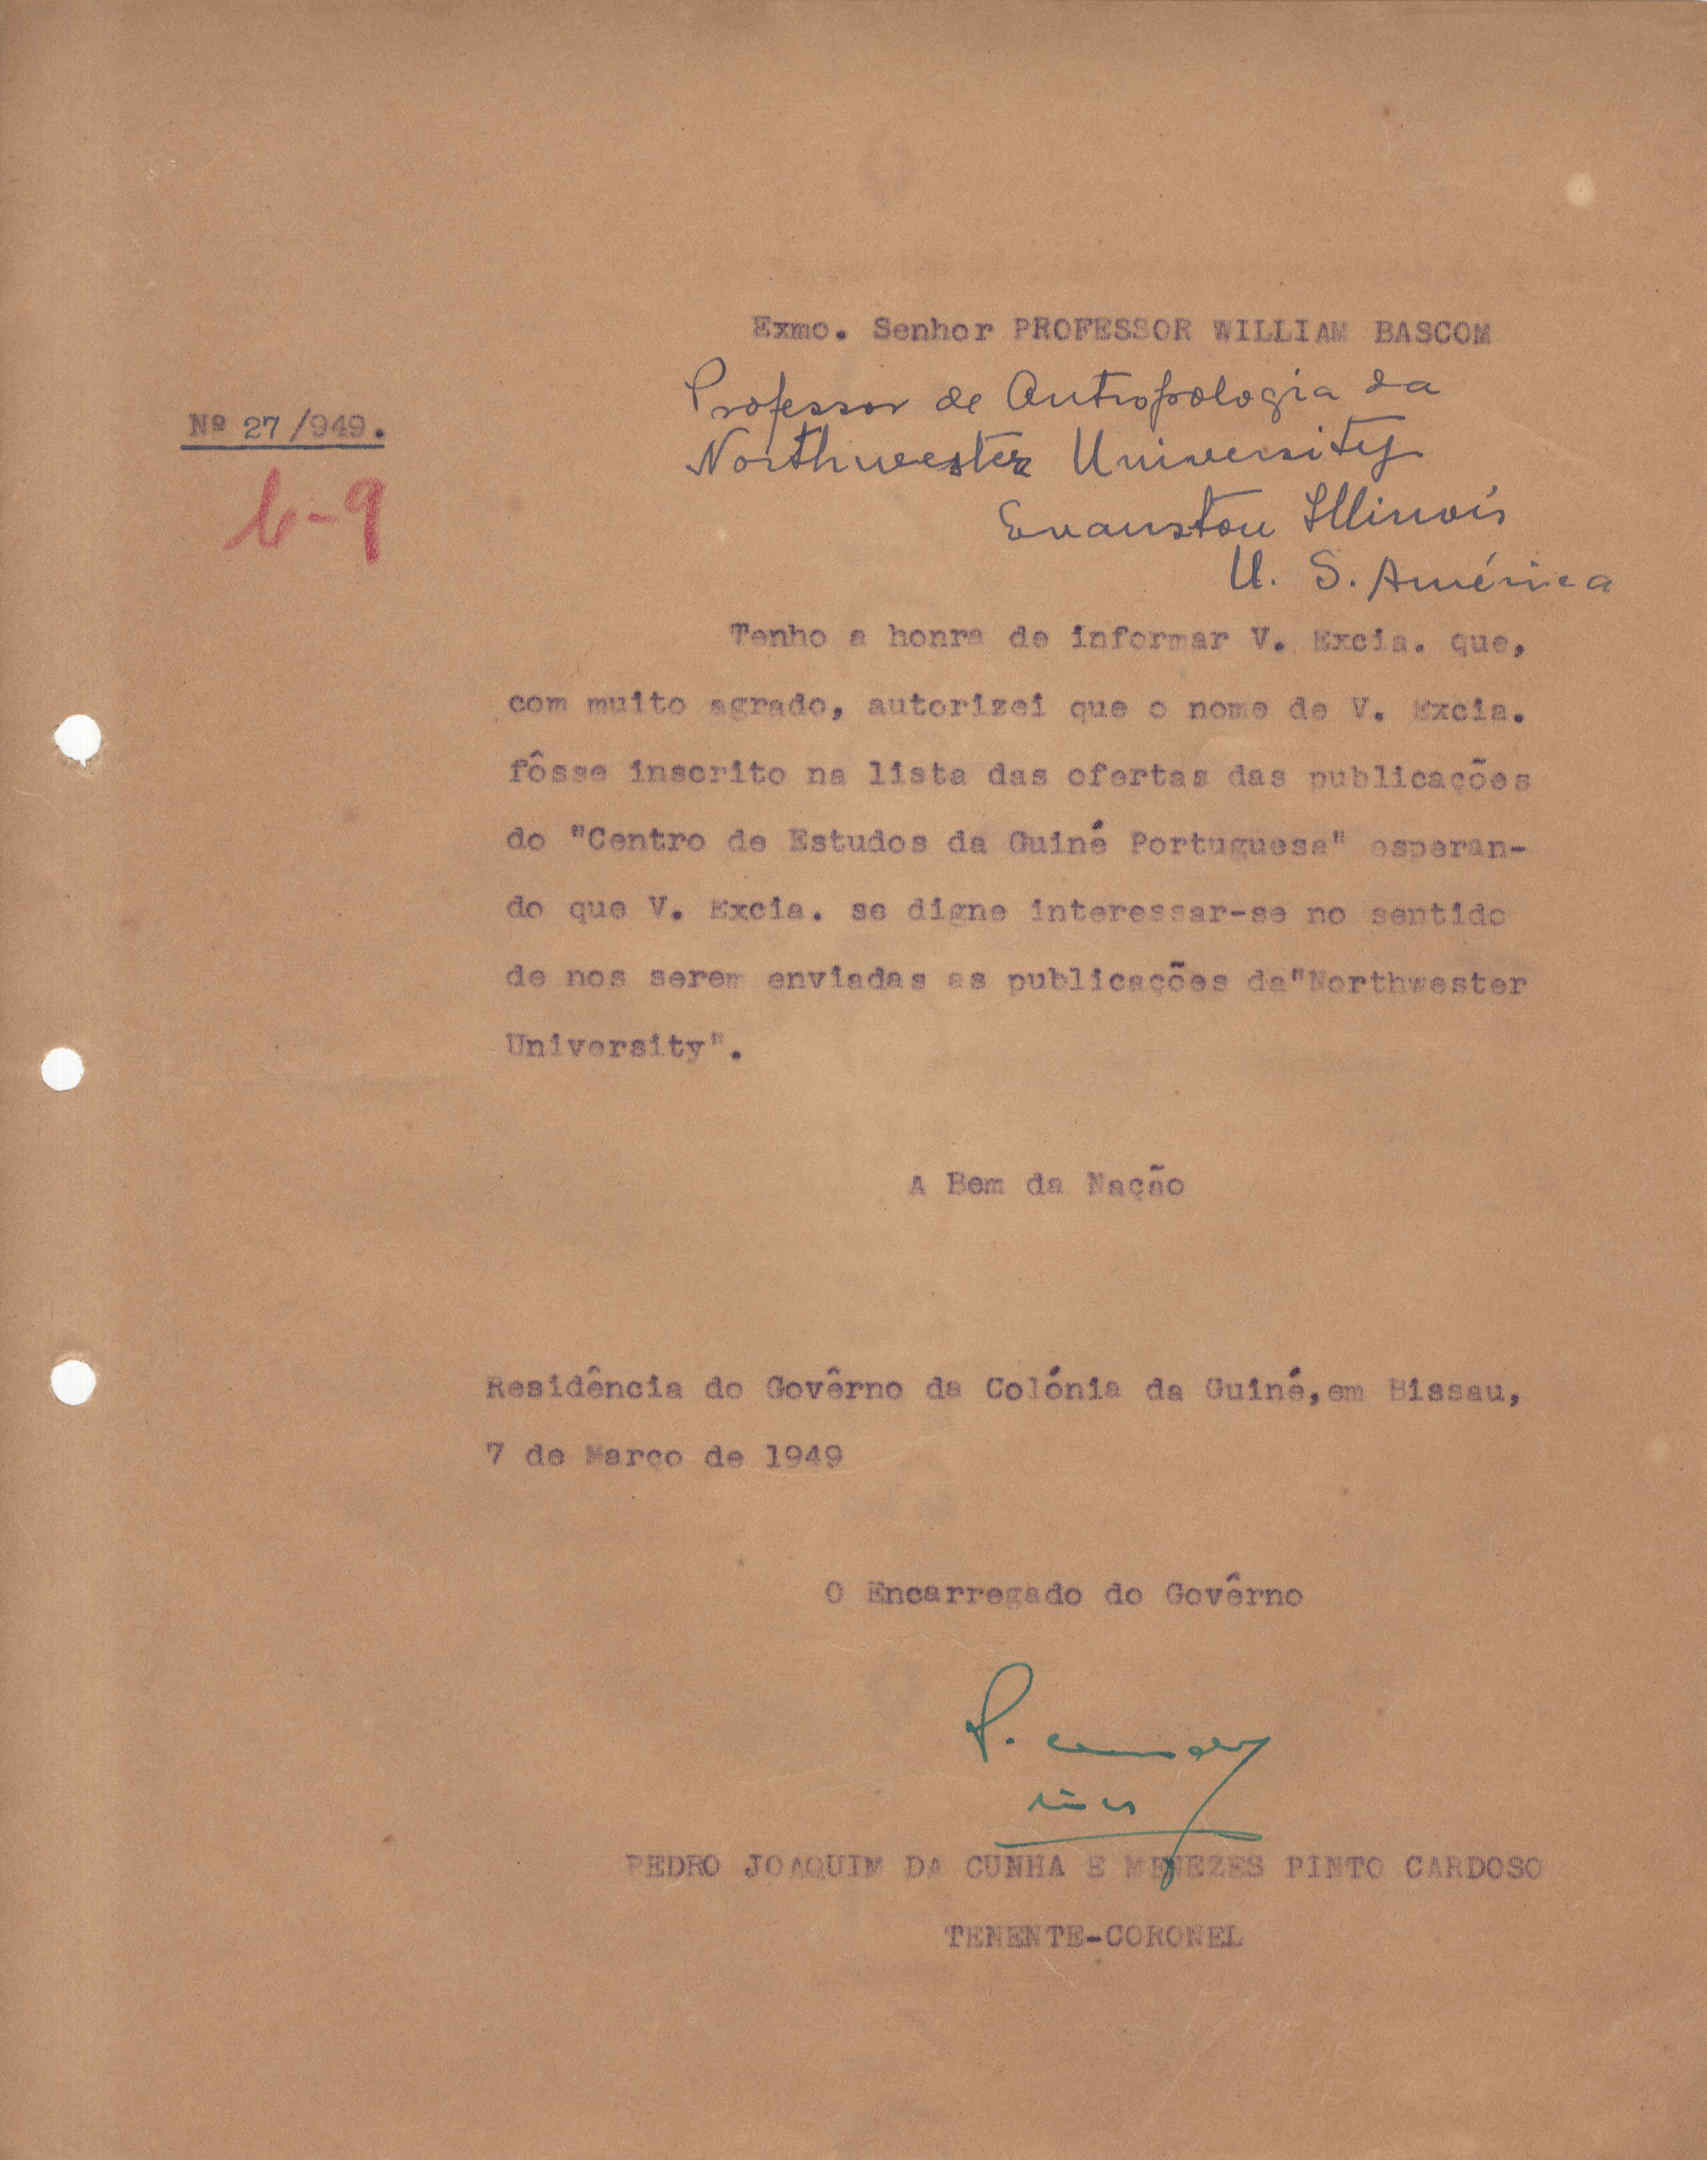 Exmo. Senhor PROFESSOR WILLIAM BASCOM
Professor de Antropologia da
Nº 27/949.
Northwester University
6-9
Evanston Illinois
U. S. América
Tenho a honra de informar V. Excia. que,
com muito agrado, autorizei que o nome de V. Excia.
fôsse inscrito na lista das ofertas das publicações
do "Centro de Estudos da Guiné Portuguesa" esperan-
do que V. Excia. se digne interessar-se no sentido
de nos serem enviadas as publicações da"Northwester
University".
A Bem da Nação
Residência do Govêrno da Colónia da Guiné,em Bissau,
7 de Março de 1949
O Encarregado do Govêrno
PEDRO JOAQUIM DA CUNHA E MENEZES PINTO CARDOSO
TENENTE-CORONEL